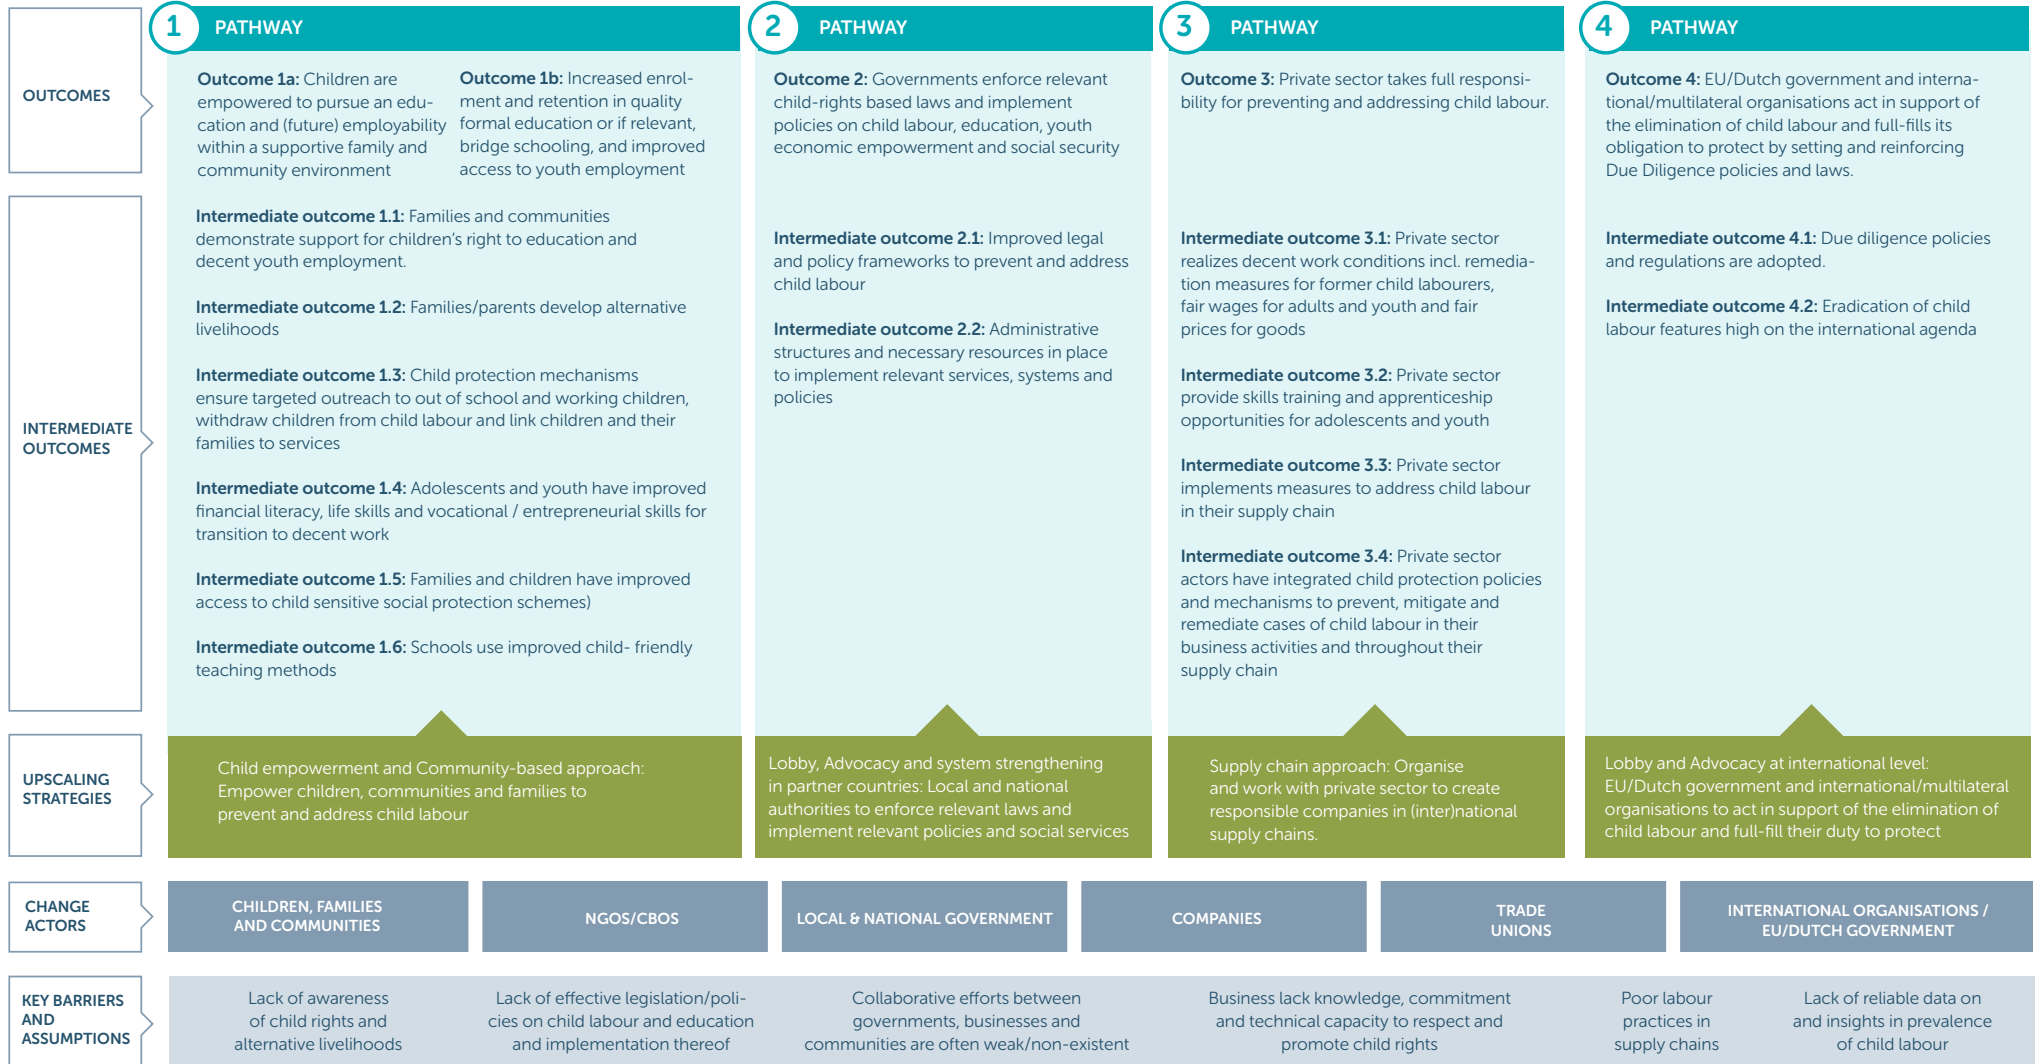 OUTCOMES
1
PATHWAY
Outcome 1a: Children are
empowered to pursue an edu-
cation and (future) employability
within a supportive family and
community environment
Outcome 1b: Increased enrol-
ment and retention in quality
formal education or if relevant,
bridge schooling, and improved
access to youth employment
2
PATHWAY
Outcome 2: Governments enforce relevant
child-rights based laws and implement
policies on child labour, education, youth
economic empowerment and social security
3
PATHWAY
Outcome 3: Private sector takes full responsi-
bility for preventing and addressing child labour.
4
PATHWAY
Outcome 4: EU/Dutch government and interna-
tional/multilateral organisations act in support of
the elimination of child labour and full-fills its
obligation to protect by setting and reinforcing
Due Diligence policies and laws.
INTERMEDIATE
OUTCOMES
Intermediate outcome 1.1: Families and communities
demonstrate support for children’s right to education and
decent youth employment.
Intermediate outcome 1.2: Families/parents develop alternative
livelihoods
Intermediate outcome 1.3: Child protection mechanisms
ensure targeted outreach to out of school and working children,
withdraw children from child labour and link children and their
families to services
Intermediate outcome 1.4: Adolescents and youth have improved
financial literacy, life skills and vocational / entrepreneurial skills for
transition to decent work
Intermediate outcome 1.5: Families and children have improved
access to child sensitive social protection schemes)
Intermediate outcome 1.6: Schools use improved child- friendly
teaching methods
Intermediate outcome 2.1: Improved legal
and policy frameworks to prevent and address
child labour
Intermediate outcome 2.2: Administrative
structures and necessary resources in place
to implement relevant services, systems and
policies
Intermediate outcome 3.1: Private sector
realizes decent work conditions incl. remedia-
tion measures for former child labourers,
fair wages for adults and youth and fair
prices for goods
Intermediate outcome 3.2: Private sector
provide skills training and apprenticeship
opportunities for adolescents and youth
Intermediate outcome 3.3: Private sector
implements measures to address child labour
in their supply chain
Intermediate outcome 3.4: Private sector
actors have integrated child protection policies
and mechanisms to prevent, mitigate and
remediate cases of child labour in their
business activities and throughout their
supply chain
Intermediate outcome 4.1: Due diligence policies
and regulations are adopted.
Intermediate outcome 4.2: Eradication of child
labour features high on the international agenda
UPSCALING
STRATEGIES
Child empowerment and Community-based approach:
Empower children, communities and families to
prevent and address child labour
Lobby, Advocacy and system strengthening
in partner countries: Local and national
authorities to enforce relevant laws and
implement relevant policies and social services
Supply chain approach: Organise
and work with private sector to create
responsible companies in (inter)national
supply chains.
Lobby and Advocacy at international level:
EU/Dutch government and international/multilateral
organisations to act in support of the elimination of
child labour and full-fill their duty to protect
CHANGE
ACTORS
CHILDREN, FAMILIES
AND COMMUNITIES
NGOS/CBOS
LOCAL & NATIONAL GOVERNMENT
COMPANIES
TRADE
UNIONS
INTERNATIONAL ORGANISATIONS /
EU/DUTCH GOVERNMENT
KEY BARRIERS
AND
ASSUMPTIONS
Lack of awareness
of child rights and
alternative livelihoods
Lack of effective legislation/poli-
cies on child labour and education
and implementation thereof
Collaborative efforts between
governments, businesses and
communities are often weak/non-existent
Business lack knowledge, commitment
and technical capacity to respect and
promote child rights
Poor labour
practices in
supply chains
Lack of reliable data on
and insights in prevalence
of child labour